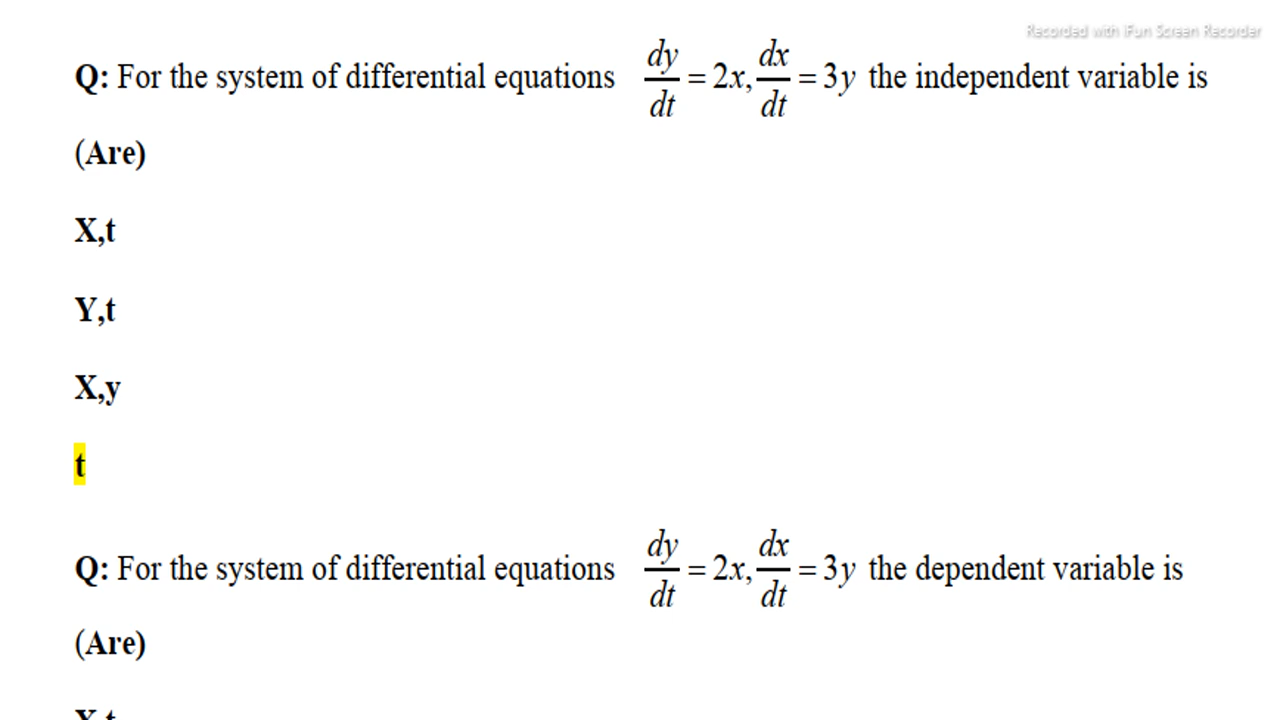 Recorded with iFun Screen Recorder
Q: For the system of differential equations dy/dt = 2x, dx/dt = 3y the independent variable is
(Are)
X,t
Y,t
X,y
t
Q: For the system of differential equations dy/dt = 2x, dx/dt = 3y the dependent variable is
(Are)
X,t